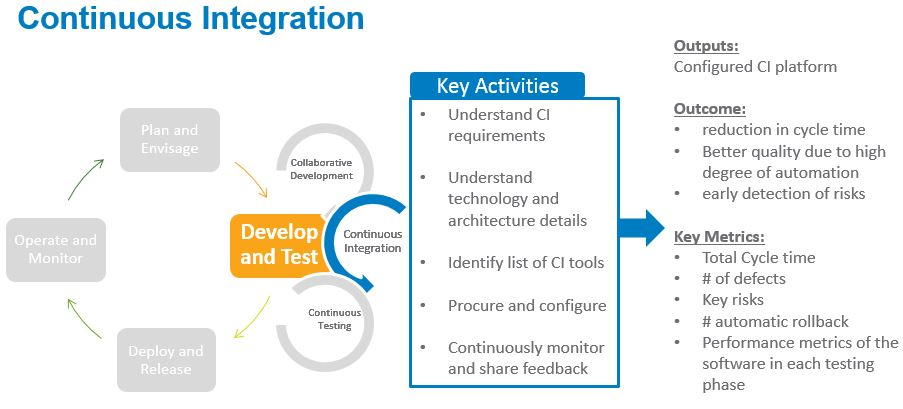 Continuous Integration
Plan and
Envisage
Operate and
Monitor
Deploy and
Release
Develop
and Test
Collaborative
Development
Continuous
Integration
Continuous
Testing
Key Activities
• Understand CI
requirements
• Understand
technology and
architecture details
• Identify list of CI tools
• Procure and configure
• Continuously monitor
and share feedback
Outputs:
Configured CI platform
Outcome:
• reduction in cycle time
• Better quality due to high
degree of automation
• early detection of risks
Key Metrics:
• Total Cycle time
• # of defects
• Key risks
• # automatic rollback
• Performance metrics of the
software in each testing
phase